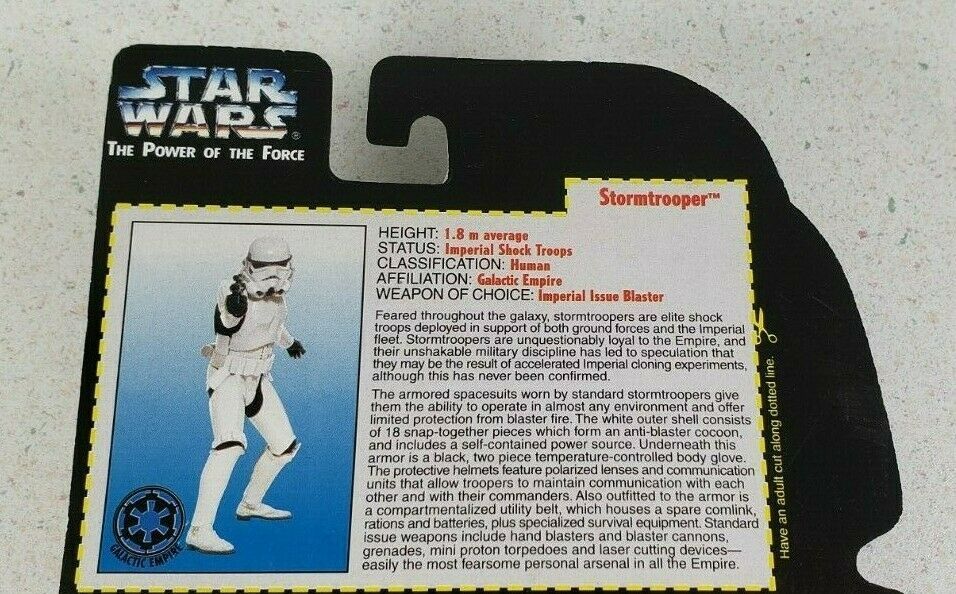 STAR
WARS®
THE POWER OF THE FORCE
Stormtrooper™
HEIGHT: 1.8 m average
STATUS: Imperial Shock Troops
CLASSIFICATION: Human
AFFILIATION: Galactic Empire
WEAPON OF CHOICE: Imperial Issue Blaster
Feared throughout the galaxy, stormtroopers are elite shock
troops deployed in support of both ground forces and the Imperial
fleet. Stormtroopers are unquestionably loyal to the Empire, and
their unshakable military discipline has led to speculation that
they may be the result of accelerated Imperial cloning experiments,
although this has never been confirmed.
The armored spacesuits worn by standard stormtroopers give
them the ability to operate in almost any environment and offer
limited protection from blaster fire. The white outer shell consists
of 18 snap-together pieces which form an anti-blaster cocoon,
and includes a self-contained power source. Underneath this
armor is a black, two piece temperature-controlled body glove.
The protective helmets feature polarized lenses and communication
units that allow troopers to maintain communication with each
other and with their commanders. Also outfitted to the armor is
a compartmentalized utility belt, which houses a spare comlink,
rations and batteries, plus specialized survival equipment. Standard
issue weapons include hand blasters and blaster cannons,
grenades, mini proton torpedoes and laser cutting devices—
easily the most fearsome personal arsenal in all the Empire.
GALACTIC EMPIRE
Have an adult cut along dotted line.